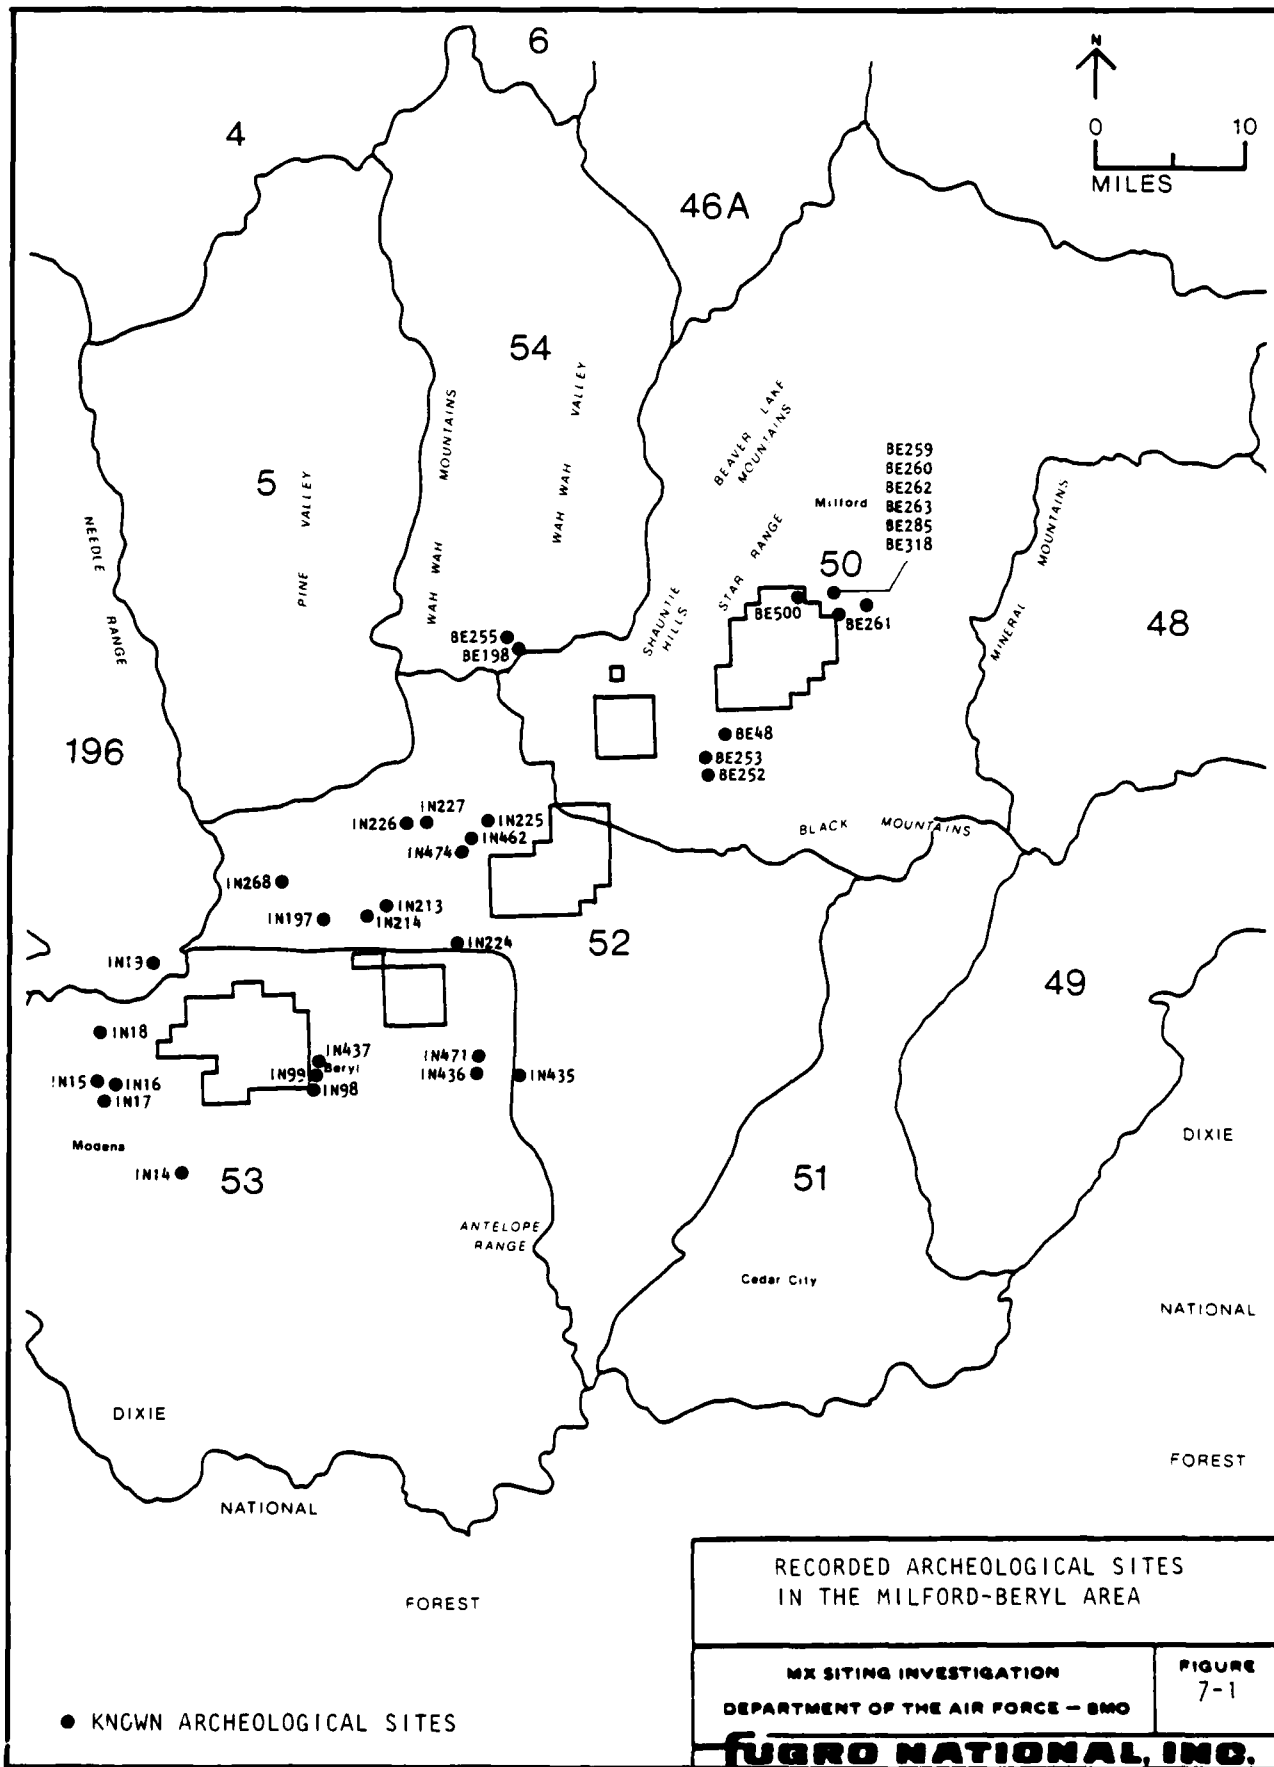 6
N
4
0 10
MILES
46A
54
WAH WAH MOUNTAINS
WAH WAH VALLEY
BEAVER LAKE
MOUNTAINS
5
PINE VALLEY
NEEDLE RANGE
Milford
BE259
BE260
BE262
BE263
BE285
BE318
STAR RANGE
SHAUNTIE
HILLS
50
BE500
BE261
MINERAL MOUNTAINS
48
BE255
BE198
196
BE48
BE253
BE252
BLACK MOUNTAINS
IN227
IN226
IN225
IN462
IN474
IN268
IN213
IN197
IN214
IN224
52
IN13
49
IN18
IN437
Beryl
IN99
IN98
IN471
IN436
IN435
IN15
IN16
IN17
Modena
IN14
53
51
DIXIE
ANTELOPE
RANGE
Cedar City
NATIONAL
DIXIE
FOREST
NATIONAL
FOREST
RECORDED ARCHEOLOGICAL SITES
IN THE MILFORD-BERYL AREA
MX SITING INVESTIGATION
DEPARTMENT OF THE AIR FORCE – BMO
FIGURE
7-1
● KNOWN ARCHEOLOGICAL SITES
fUGRO NATIONAL, INC.